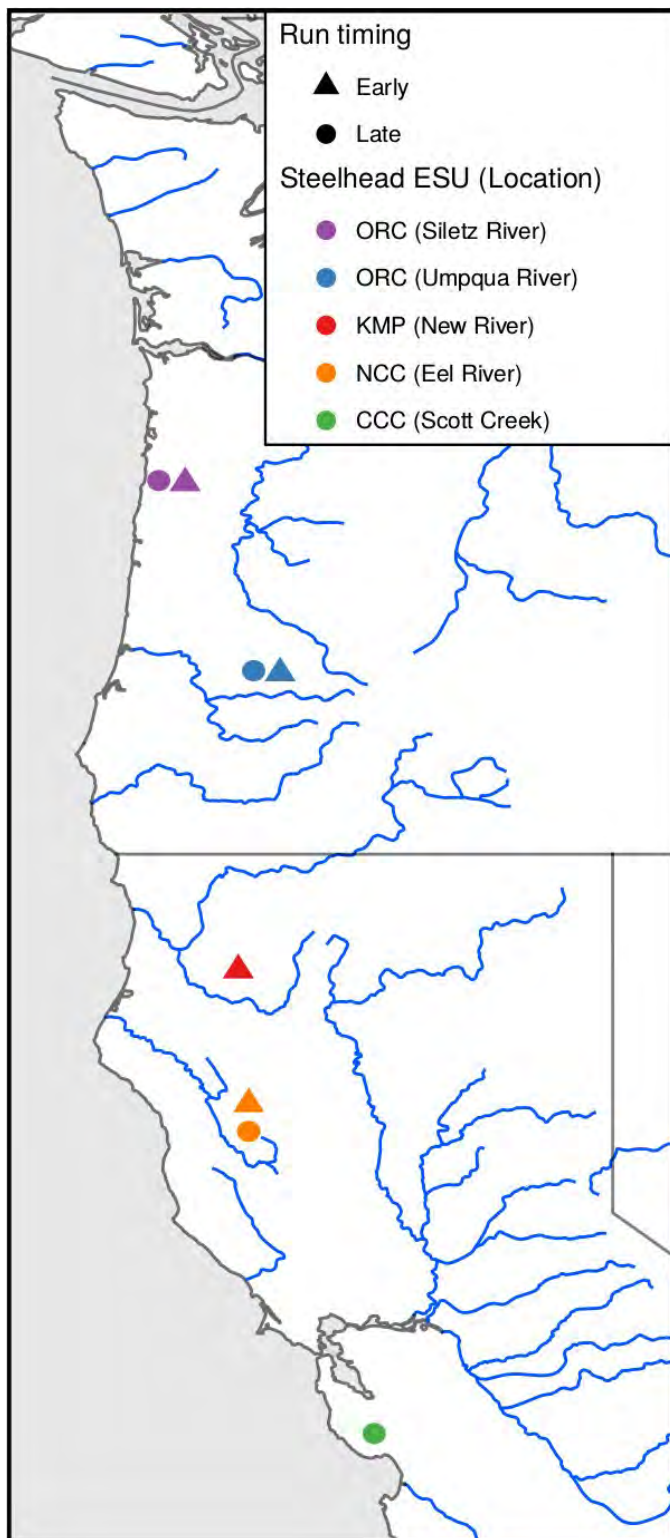 Run timing
Early
Late
Steelhead ESU (Location)
ORC (Siletz River)
ORC (Umpqua River)
KMP (New River)
NCC (Eel River)
CCC (Scott Creek)